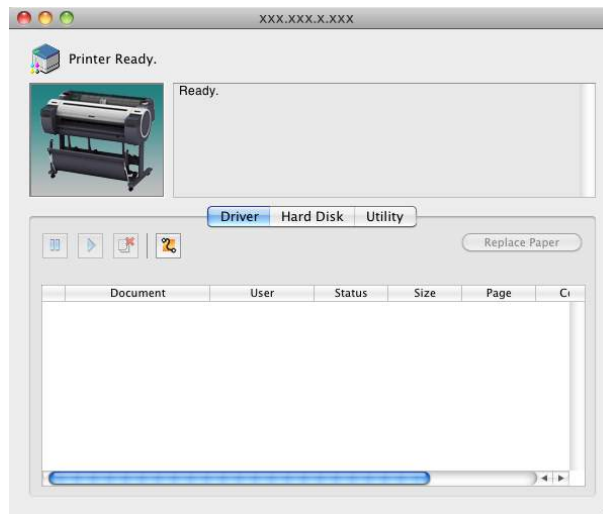 xxx.xxx.x.xxx
Printer Ready.
Ready.
Driver Hard Disk Utility
Replace Paper
Document User Status Size Page